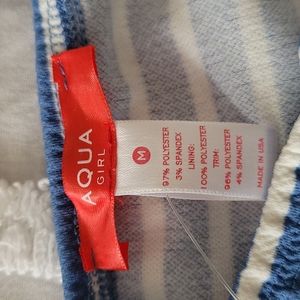 AQUA
GIRL
M
97% POLYESTER
3% SPANDEX
LINING:
100% POLYESTER
TRIM:
96% POLYESTER
4% SPANDEX
MADE IN USA